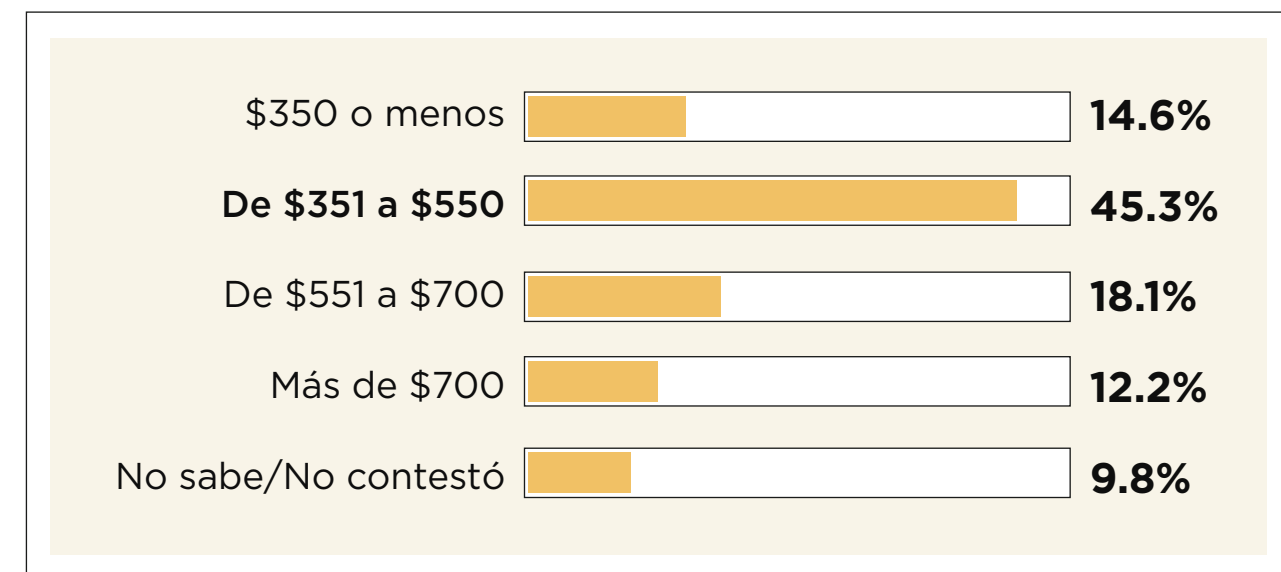 $350 o menos 14.6%
De $351 a $550 45.3%
De $551 a $700 18.1%
Más de $700 12.2%
No sabe/No contestó 9.8%